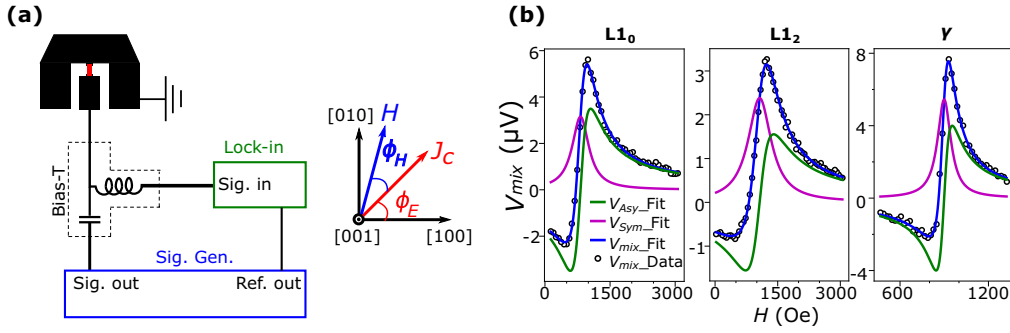 (a)
Bias-T
Lock-in
Sig. in
Sig. Gen.
Sig. out
Ref. out
[010]
H
ϕH
JC
ϕE
[001]
[100]
(b)
L1₀
L1₂
γ
Vmix (μV)
6
4
2
0
-2
3
2
1
0
-1
8
4
0
-4
VAsy_Fit
VSym_Fit
Vmix_Fit
Vmix_Data
0
1500
3000
0
1500
3000
600
1200
H (Oe)